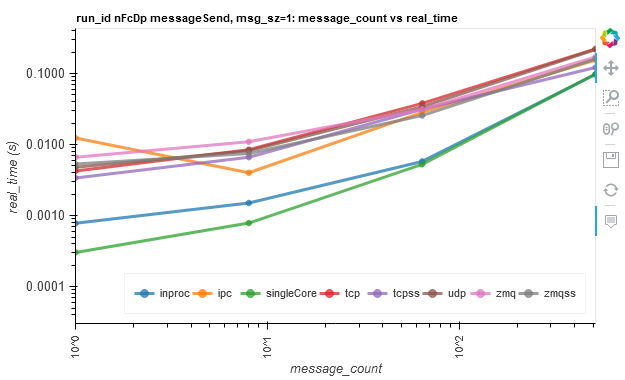 run_id nFcDp messageSend, msg_sz=1: message_count vs real_time
real_time (s)
0.1000
0.0100
0.0010
0.0001
inproc ipc singleCore tcp tcpss udp zmq zmqss
10^0 10^1 10^2
message_count